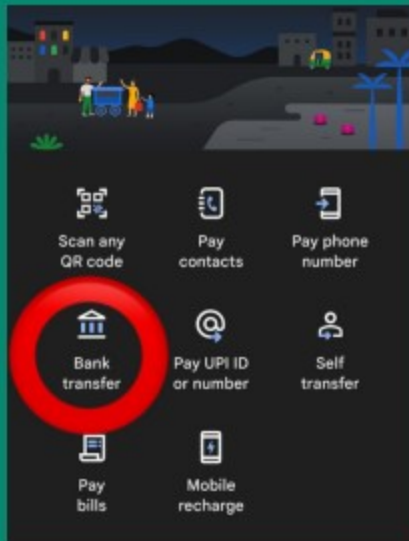 Scan any
QR code
Pay
contacts
Pay phone
number
Bank
transfer
Pay UPI ID
or number
Self
transfer
Pay
bills
Mobile
recharge